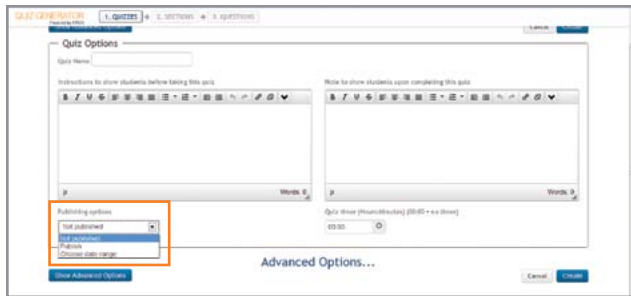 QUIZ GENERATOR
1. QUIZZES 2. SECTIONS 3. QUESTIONS
Show Advanced Options Cancel Create
Quiz Options
Quiz Name
Instructions to show students before taking this quiz Note to show students upon completing this quiz
p Words: 0 p Words: 0
Publishing options Quiz timer (Hours:Minutes) (00:00 = no timer)
Not published 00:00
Not published
Publish
Choose date range
Advanced Options...
Show Advanced Options Cancel Create